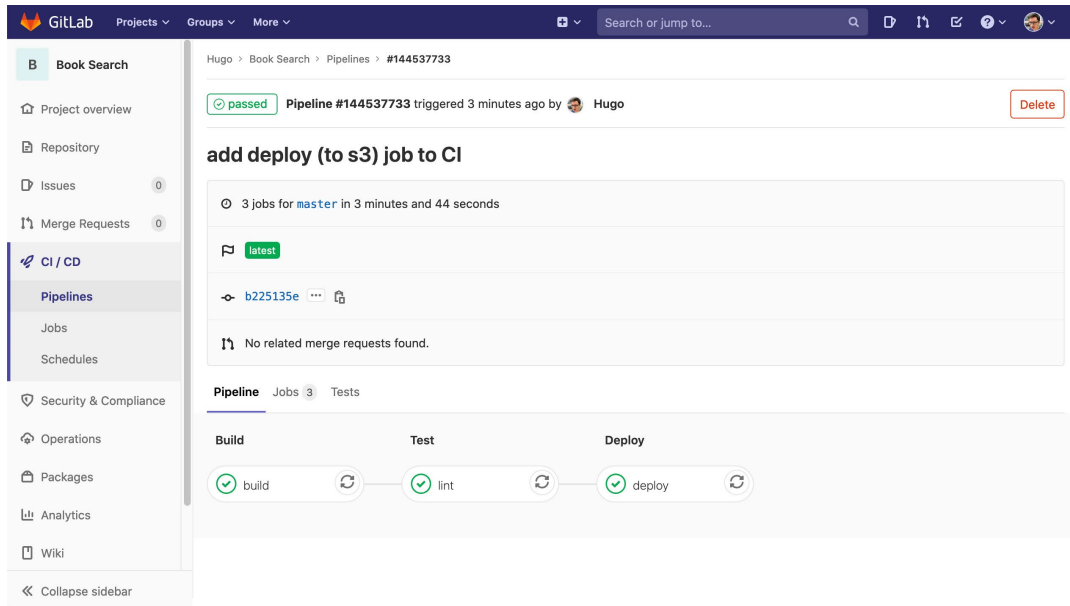 GitLab Projects Groups More Search or jump to...
B Book Search
Project overview
Repository
Issues 0
Merge Requests 0
CI / CD
Pipelines
Jobs
Schedules
Security & Compliance
Operations
Packages
Analytics
Wiki
Collapse sidebar
Hugo > Book Search > Pipelines > #144537733
passed Pipeline #144537733 triggered 3 minutes ago by Hugo Delete
add deploy (to s3) job to CI
3 jobs for master in 3 minutes and 44 seconds
latest
b225135e ...
No related merge requests found.
Pipeline Jobs 3 Tests
Build Test Deploy
build lint deploy